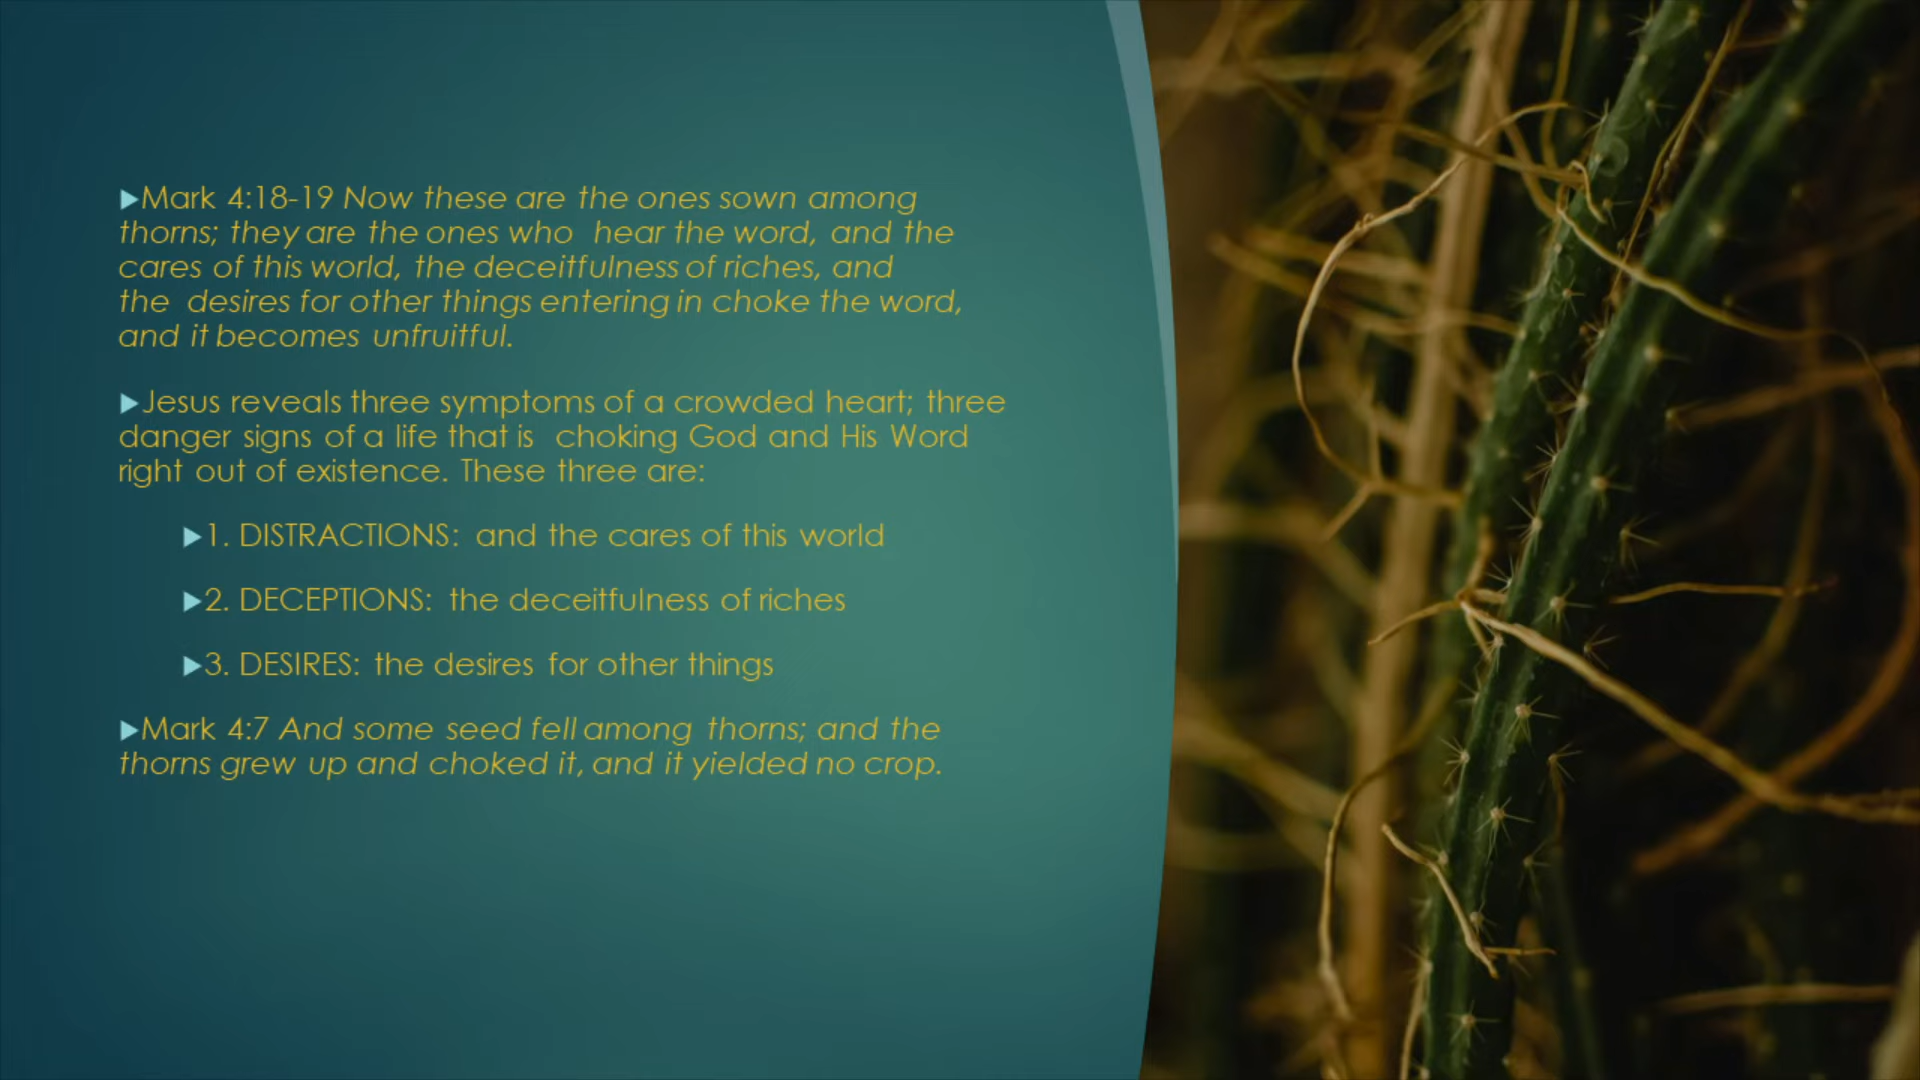 ▶Mark 4:18-19 Now these are the ones sown among
thorns; they are the ones who hear the word, and the
cares of this world, the deceitfulness of riches, and
the desires for other things entering in choke the word,
and it becomes unfruitful.
▶Jesus reveals three symptoms of a crowded heart; three
danger signs of a life that is choking God and His Word
right out of existence. These three are:
▶1. DISTRACTIONS: and the cares of this world
▶2. DECEPTIONS: the deceitfulness of riches
▶3. DESIRES: the desires for other things
▶Mark 4:7 And some seed fell among thorns; and the
thorns grew up and choked it, and it yielded no crop.